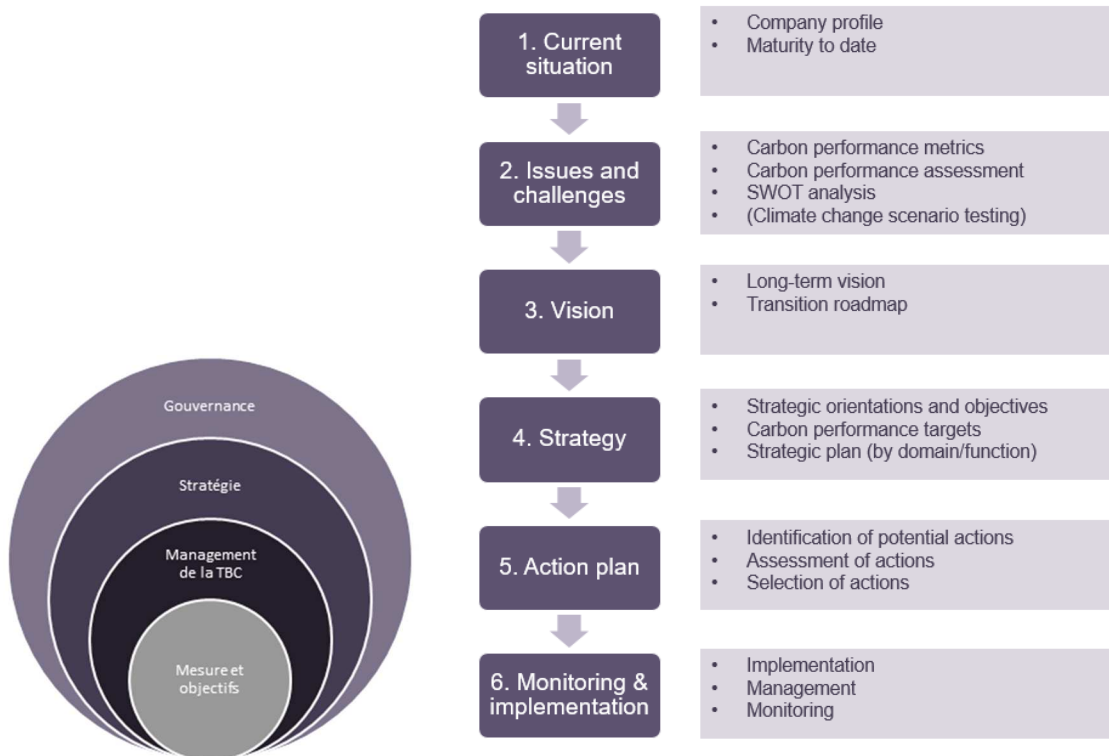 1. Current
situation
• Company profile
• Maturity to date
2. Issues and
challenges
• Carbon performance metrics
• Carbon performance assessment
• SWOT analysis
• (Climate change scenario testing)
3. Vision
• Long-term vision
• Transition roadmap
4. Strategy
• Strategic orientations and objectives
• Carbon performance targets
• Strategic plan (by domain/function)
5. Action plan
• Identification of potential actions
• Assessment of actions
• Selection of actions
6. Monitoring &
implementation
• Implementation
• Management
• Monitoring
Gouvernance
Stratégie
Management
de la TBC
Mesure et
objectifs